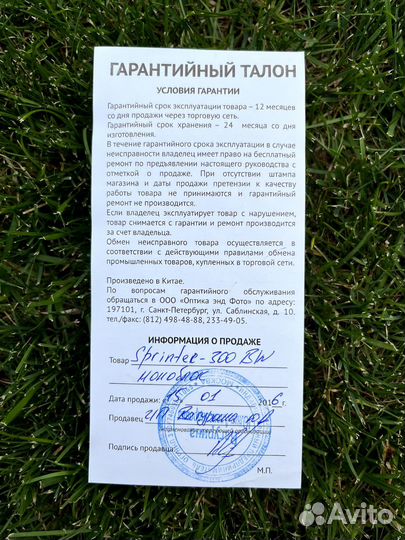 ГАРАНТИЙНЫЙ ТАЛОН
УСЛОВИЯ ГАРАНТИИ
Гарантийный срок эксплуатации товара – 12 месяцев
со дня продажи через торговую сеть.
Гарантийный срок хранения – 24 месяца со дня
изготовления.
В течение гарантийного срока эксплуатации в случае
неисправности владелец имеет право на бесплатный
ремонт по предъявлении настоящего руководства с
отметкой о продаже. При отсутствии штампа
магазина и даты продажи претензии к качеству
работы товара не принимаются и гарантийный
ремонт не производится.
Если владелец эксплуатирует товар с нарушением,
товар снимается с гарантии и ремонт производится
за счет владельца.
Обмен неисправного товара осуществляется в
соответствии с действующими правилами обмена
промышленных товаров, купленных в торговой сети.
Произведено в Китае.
По вопросам гарантийного обслуживания
обращаться в ООО «Оптика энд Фото» по адресу:
197101, г. Санкт-Петербург, ул. Саблинская, д. 10.
тел./факс: (812) 498-48-88, 233-49-05.
ИНФОРМАЦИЯ О ПРОДАЖЕ
Товар Sprinter-300 BW
моноблок
Дата продажи: 15 01 2016 г.
Продавец ИП
Подпись продавца
М.П.
Avito